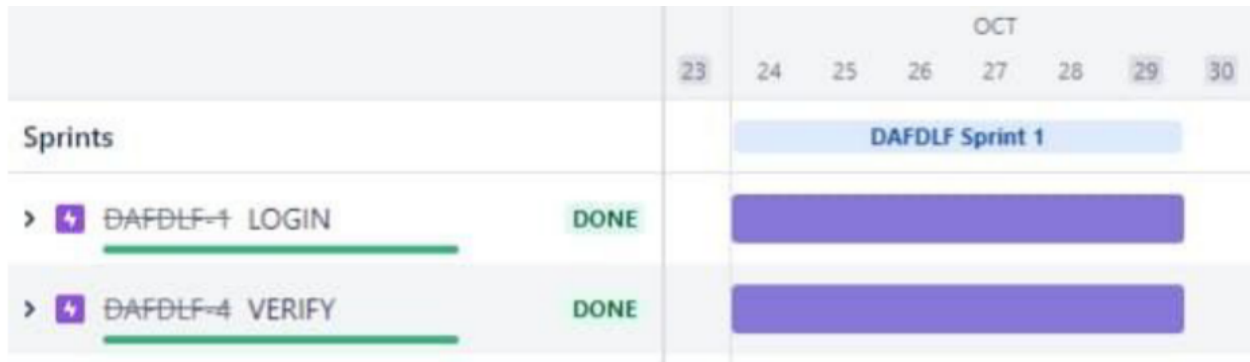 OCT
23 24 25 26 27 28 29 30
Sprints DAFDLF Sprint 1
DAFDLF-1 LOGIN DONE
DAFDLF-4 VERIFY DONE